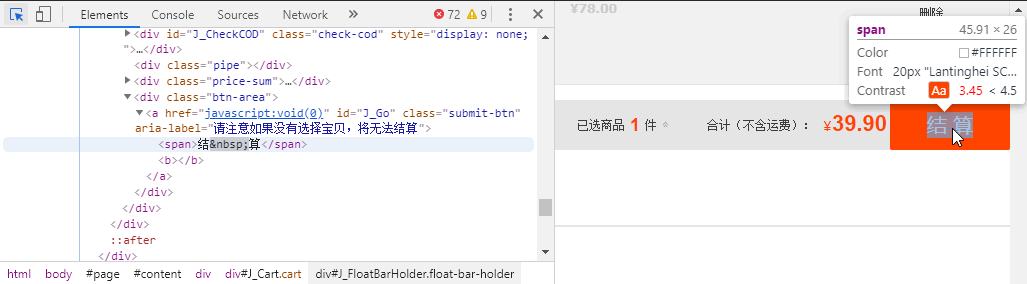 Elements Console Sources Network » 72 9
<div id="J_CheckCOD" class="check-cod" style="display: none;
">…</div>
<div class="pipe"></div>
<div class="price-sum">…</div>
<div class="btn-area">
<a href="javascript:void(0)" id="J_Go" class="submit-btn"
aria-label="请注意如果没有选择宝贝，将无法结算">
<span>结&nbsp;算</span>
<b></b>
</a>
</div>
</div>
</div>
::after
</div>
html body #page #content div div#J_Cart.cart div#J_FloatBarHolder.float-bar-holder
¥78.00
删除
span 45.91 × 26
Color #FFFFFF
Font 20px "Lantinghei SC...
Contrast Aa 3.45 < 4.5
已选商品 1 件 合计（不含运费）： ¥39.90 结 算